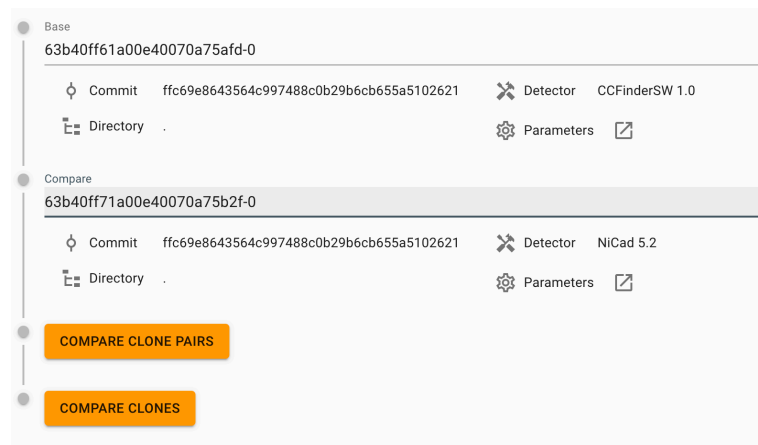 Base
63b40ff61a00e40070a75afd-0
Commit ffc69e8643564c997488c0b29b6cb655a5102621 Detector CCFinderSW 1.0
Directory . Parameters
Compare
63b40ff71a00e40070a75b2f-0
Commit ffc69e8643564c997488c0b29b6cb655a5102621 Detector NiCad 5.2
Directory . Parameters
COMPARE CLONE PAIRS
COMPARE CLONES